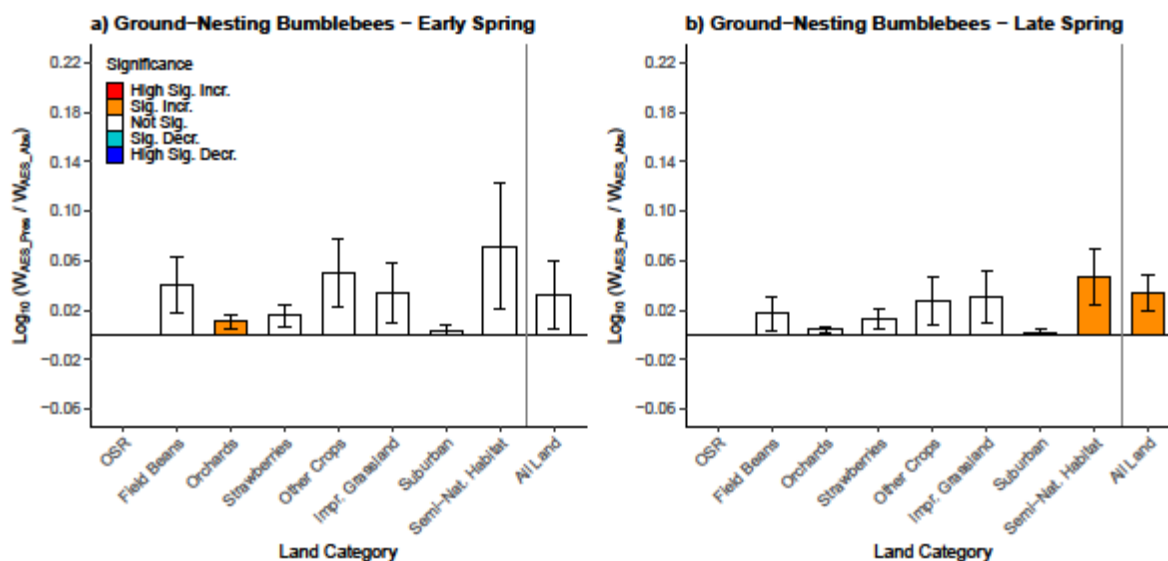 a) Ground-Nesting Bumblebees - Early Spring
Significance
High Sig. Incr.
Sig. Incr.
Not Sig.
Sig. Decr.
High Sig. Decr.
Log₁₀ (W_AES_Pres / W_AES_Abs)
0.22
0.18
0.14
0.10
0.06
0.02
−0.02
−0.06
OSR
Field Beans
Orchards
Strawberries
Other Crops
Impr. Grassland
Suburban
Semi-Nat. Habitat
All Land
Land Category
b) Ground-Nesting Bumblebees - Late Spring
Log₁₀ (W_AES_Pres / W_AES_Abs)
0.22
0.18
0.14
0.10
0.06
0.02
−0.02
−0.06
OSR
Field Beans
Orchards
Strawberries
Other Crops
Impr. Grassland
Suburban
Semi-Nat. Habitat
All Land
Land Category